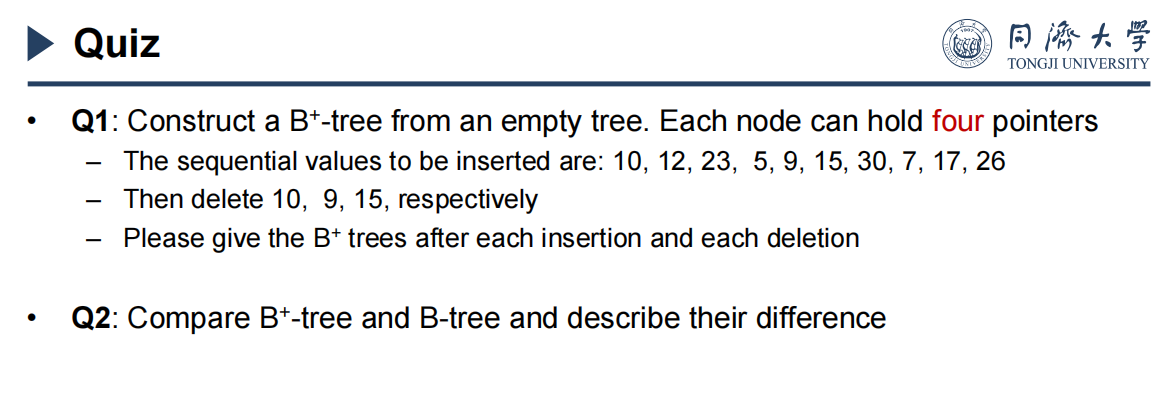 Quiz
同濟大学
TONGJI UNIVERSITY
• Q1: Construct a B⁺-tree from an empty tree. Each node can hold four pointers
– The sequential values to be inserted are: 10, 12, 23, 5, 9, 15, 30, 7, 17, 26
– Then delete 10, 9, 15, respectively
– Please give the B⁺ trees after each insertion and each deletion
• Q2: Compare B⁺-tree and B-tree and describe their difference